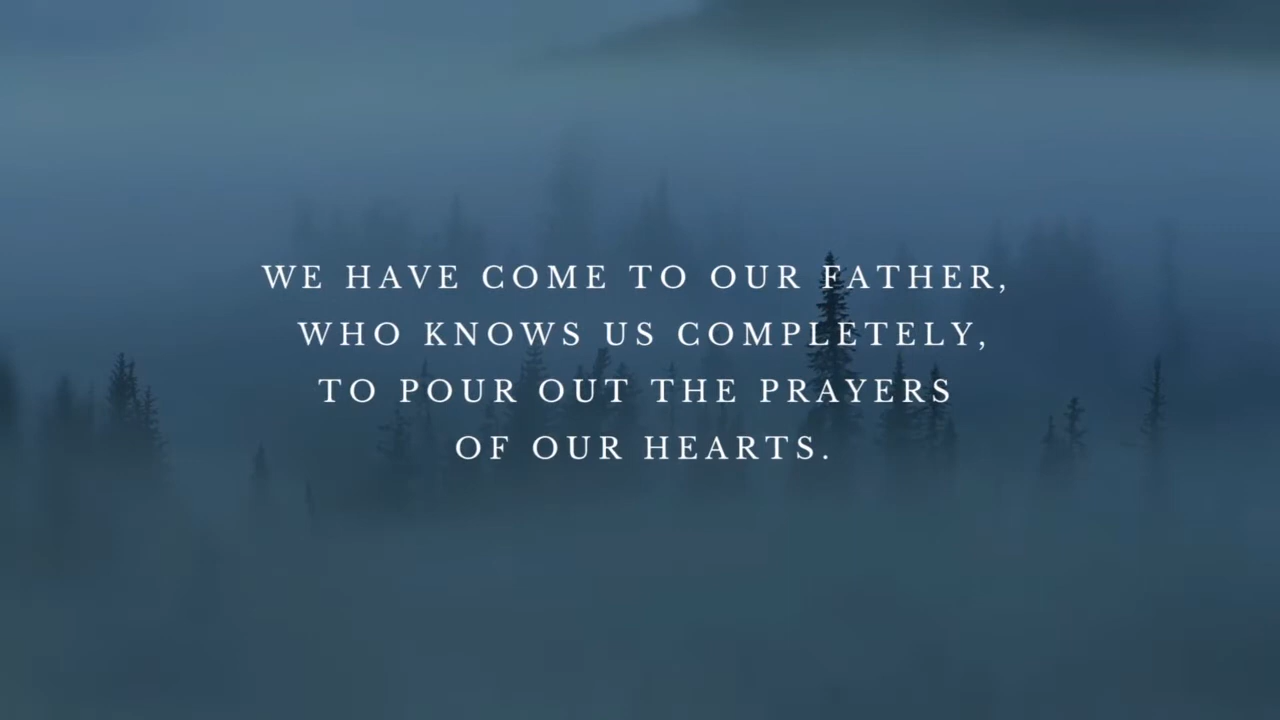 WE HAVE COME TO OUR FATHER,
WHO KNOWS US COMPLETELY,
TO POUR OUT THE PRAYERS
OF OUR HEARTS.